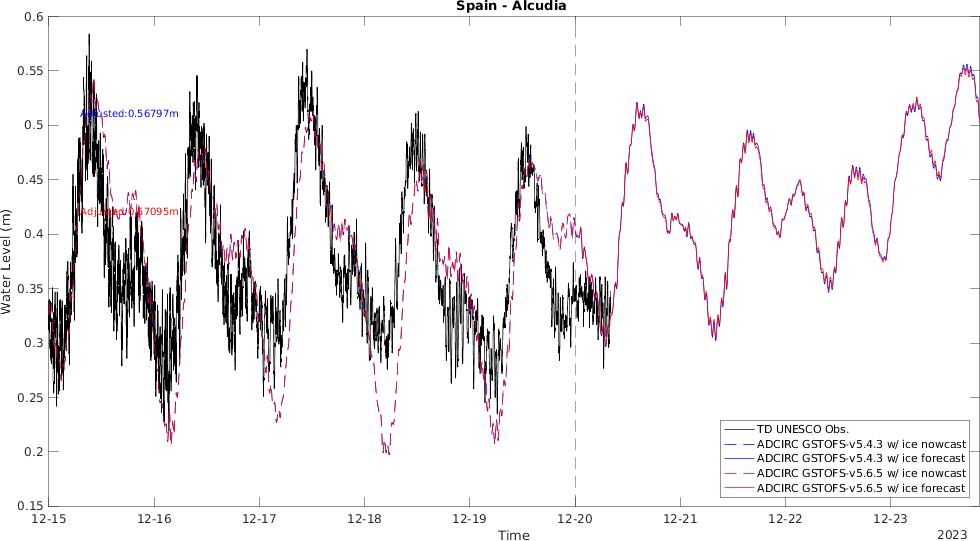 Spain - Alcudia
0.6
0.55
0.5
0.45
0.4
0.35
0.3
0.25
0.2
0.15
Water Level (m)
Adjusted:0.56797m
Adjusted:0.57095m
12-15
12-16
12-17
12-18
12-19
12-20
12-21
12-22
12-23
Time
2023
TD UNESCO Obs.
ADCIRC GSTOFS-v5.4.3 w/ ice nowcast
ADCIRC GSTOFS-v5.4.3 w/ ice forecast
ADCIRC GSTOFS-v5.6.5 w/ ice nowcast
ADCIRC GSTOFS-v5.6.5 w/ ice forecast